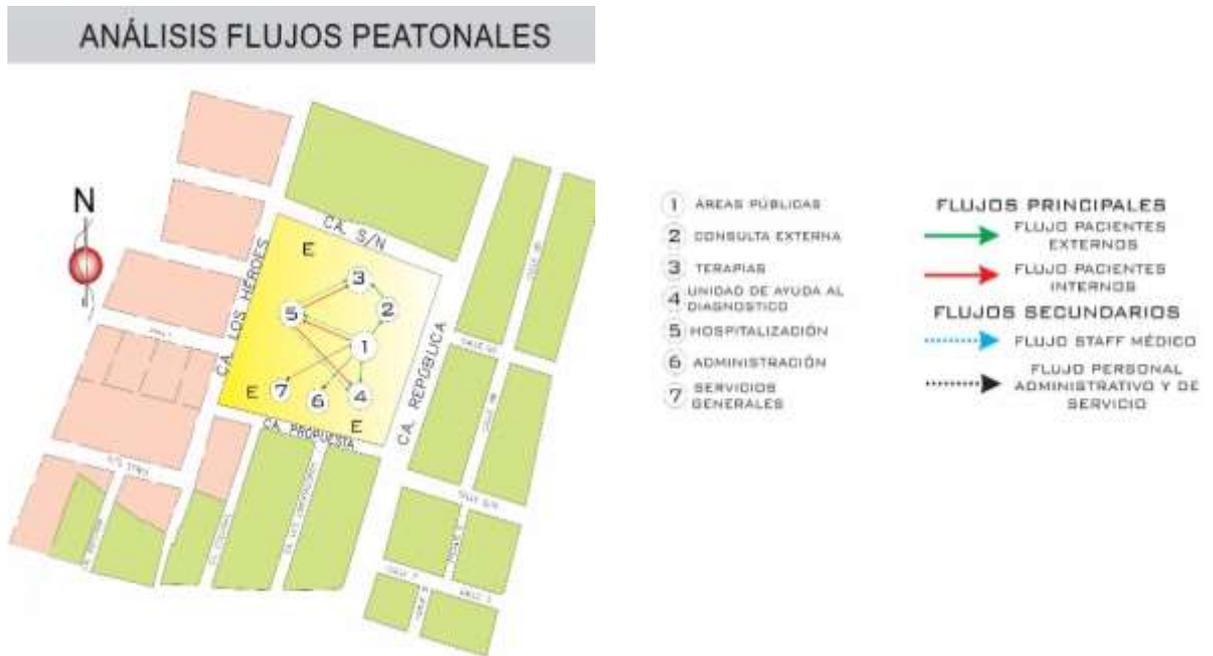 ANÁLISIS FLUJOS PEATONALES
N
CA. S/N
CA. LOS HÉROES
CA. REPÚBLICA
CA. PROPUESTA
E
E
E
3
2
5
1
7
6
4
1 ÁREAS PÚBLICAS
2 CONSULTA EXTERNA
3 TERAPIAS
4 UNIDAD DE AYUDA AL
DIAGNOSTICO
5 HOSPITALIZACIÓN
6 ADMINISTRACIÓN
7 SERVICIOS
GENERALES
FLUJOS PRINCIPALES
FLUJO PACIENTES
EXTERNOS
FLUJO PACIENTES
INTERNOS
FLUJOS SECUNDARIOS
FLUJO STAFF MÉDICO
FLUJO PERSONAL
ADMINISTRATIVO Y DE
SERVICIO